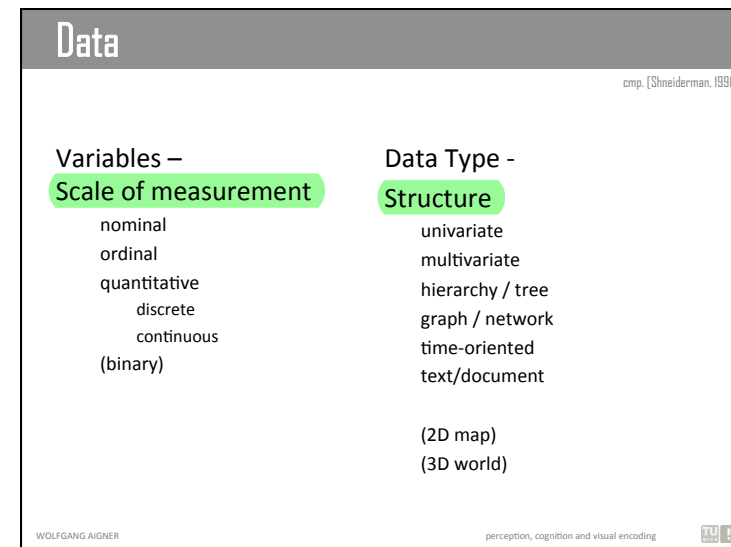 Data
cmp. [Shneiderman,
Variables –
Scale of measurement
nominal
ordinal
quantitative
discrete
continuous
(binary)
Data Type -
Structure
univariate
multivariate
hierarchy / tree
graph / network
time-oriented
text/document
(2D map)
(3D world)
WOLFGANG AIGNER
perception, cognition and visual encoding
TU